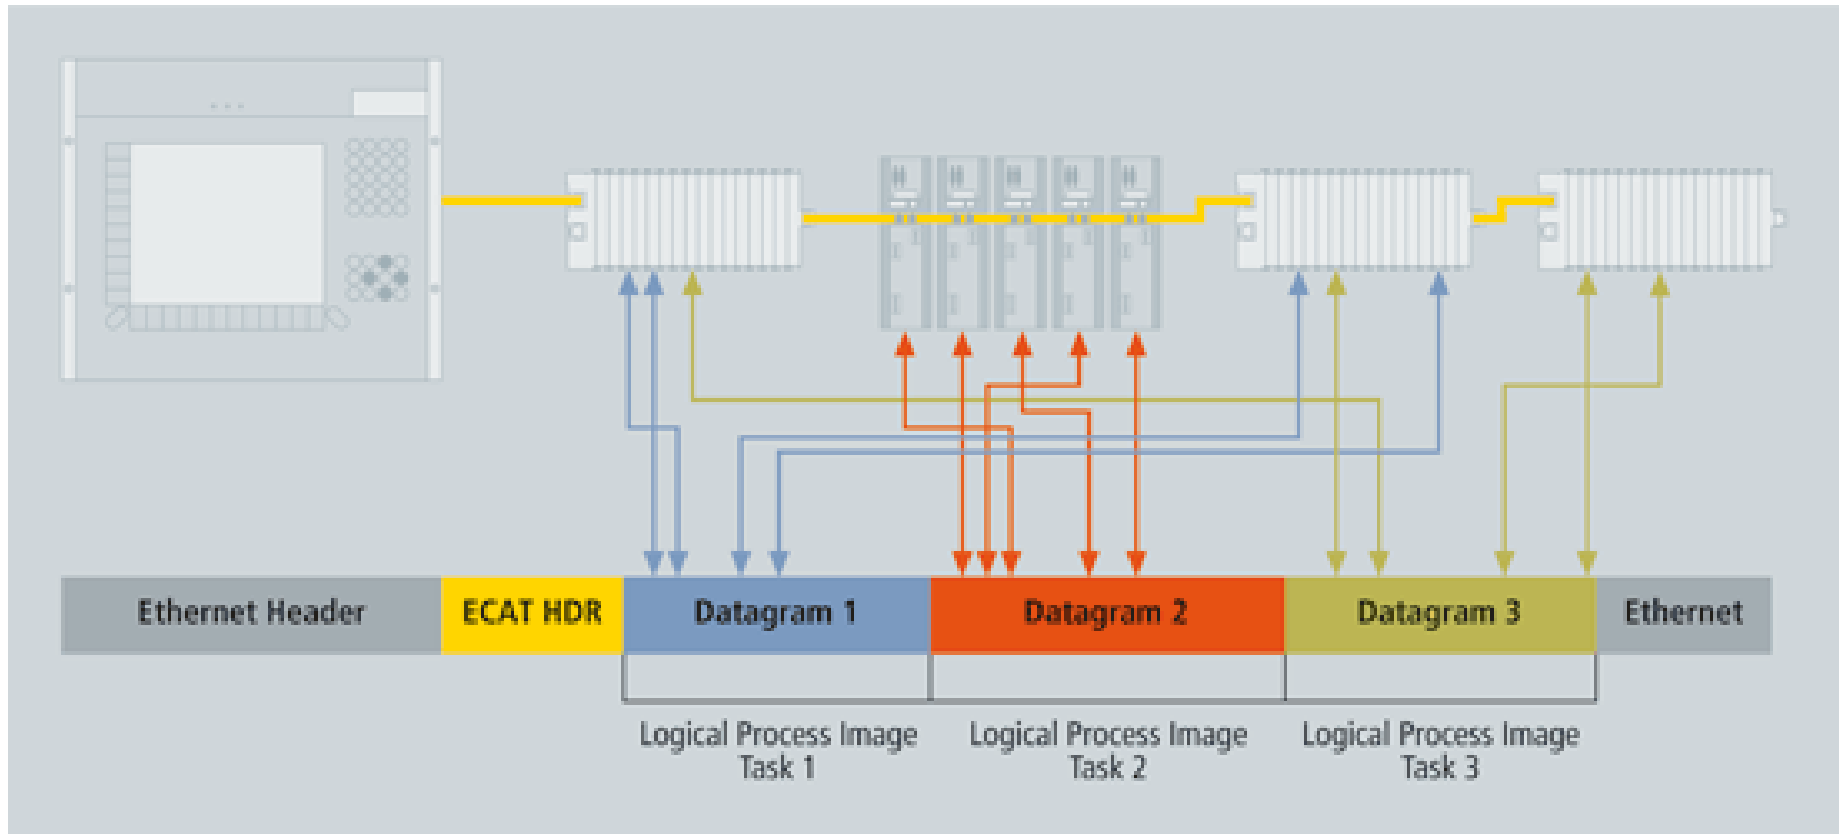 Ethernet Header
ECAT HDR
Datagram 1
Datagram 2
Datagram 3
Ethernet
Logical Process Image
Task 1
Logical Process Image
Task 2
Logical Process Image
Task 3